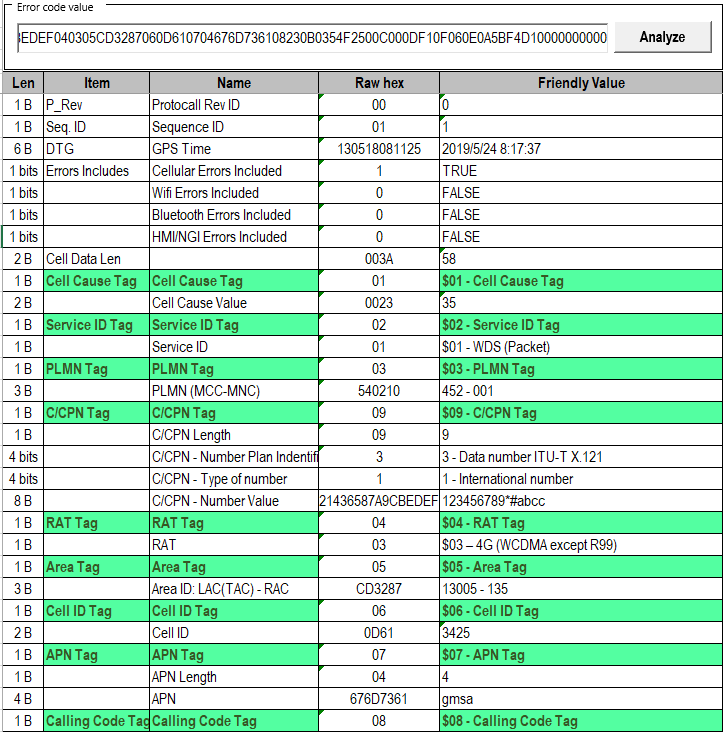 Error code value
EDEF040305CD3287060D610704676D736108230B0354F2500C000DF10F060E0A5BF4D10000000000
Analyze
Len Item Name Raw hex Friendly Value
1 B P_Rev Protocall Rev ID 00 0
1 B Seq. ID Sequence ID 01 1
6 B DTG GPS Time 130518081125 2019/5/24 8:17:37
1 bits Errors Includes Cellular Errors Included 1 TRUE
1 bits Wifi Errors Included 0 FALSE
1 bits Bluetooth Errors Included 0 FALSE
1 bits HMI/NGI Errors Included 0 FALSE
2 B Cell Data Len 003A 58
1 B Cell Cause Tag Cell Cause Tag 01 $01 - Cell Cause Tag
2 B Cell Cause Value 0023 35
1 B Service ID Tag Service ID Tag 02 $02 - Service ID Tag
1 B Service ID 01 $01 - WDS (Packet)
1 B PLMN Tag PLMN Tag 03 $03 - PLMN Tag
3 B PLMN (MCC-MNC) 540210 452 - 001
1 B C/CPN Tag C/CPN Tag 09 $09 - C/CPN Tag
1 B C/CPN Length 09 9
4 bits C/CPN - Number Plan Indentifi 3 3 - Data number ITU-T X.121
4 bits C/CPN - Type of number 1 1 - International number
8 B C/CPN - Number Value 21436587A9CBEDEF 123456789*#abcc
1 B RAT Tag RAT Tag 04 $04 - RAT Tag
1 B RAT 03 $03 – 4G (WCDMA except R99)
1 B Area Tag Area Tag 05 $05 - Area Tag
3 B Area ID: LAC(TAC) - RAC CD3287 13005 - 135
1 B Cell ID Tag Cell ID Tag 06 $06 - Cell ID Tag
2 B Cell ID 0D61 3425
1 B APN Tag APN Tag 07 $07 - APN Tag
1 B APN Length 04 4
4 B APN 676D7361 gmsa
1 B Calling Code Tag Calling Code Tag 08 $08 - Calling Code Tag